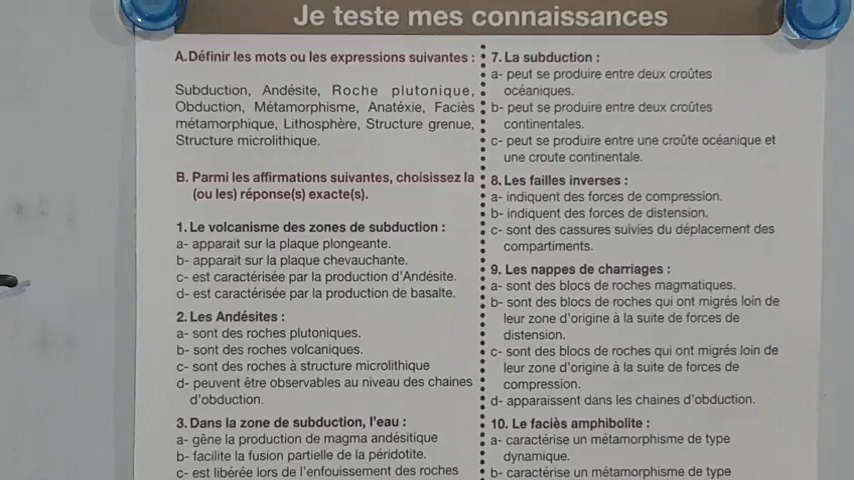 Je teste mes connaissances
A.Définir les mots ou les expressions suivantes :
Subduction, Andésite, Roche plutonique,
Obduction, Métamorphisme, Anatéxie, Faciès
métamorphique, Lithosphère, Structure grenue,
Structure microlithique.
B. Parmi les affirmations suivantes, choisissez la
(ou les) réponse(s) exacte(s).
1. Le volcanisme des zones de subduction :
a- apparait sur la plaque plongeante.
b- apparait sur la plaque chevauchante.
c- est caractérisée par la production d'Andésite.
d- est caractérisée par la production de basalte.
2. Les Andésites :
a- sont des roches plutoniques.
b- sont des roches volcaniques.
c- sont des roches à structure microlithique
d- peuvent être observables au niveau des chaines
d'obduction.
3. Dans la zone de subduction, l'eau :
a- gêne la production de magma andésitique
b- facilite la fusion partielle de la péridotite.
c- est libérée lors de l'enfouissement des roches
7. La subduction :
a- peut se produire entre deux croûtes
océaniques.
b- peut se produire entre deux croûtes
continentales.
c- peut se produire entre une croûte océanique et
une croute continentale.
8. Les failles inverses :
a- indiquent des forces de compression.
b- indiquent des forces de distension.
c- sont des cassures suivies du déplacement des
compartiments.
9. Les nappes de charriages :
a- sont des blocs de roches magmatiques.
b- sont des blocs de roches qui ont migrés loin de
leur zone d'origine à la suite de forces de
distension.
c- sont des blocs de roches qui ont migrés loin de
leur zone d'origine à la suite de forces de
compression.
d- apparaissent dans les chaines d'obduction.
10. Le faciès amphibolite :
a- caractérise un métamorphisme de type
dynamique.
b- caractérise un métamorphisme de type